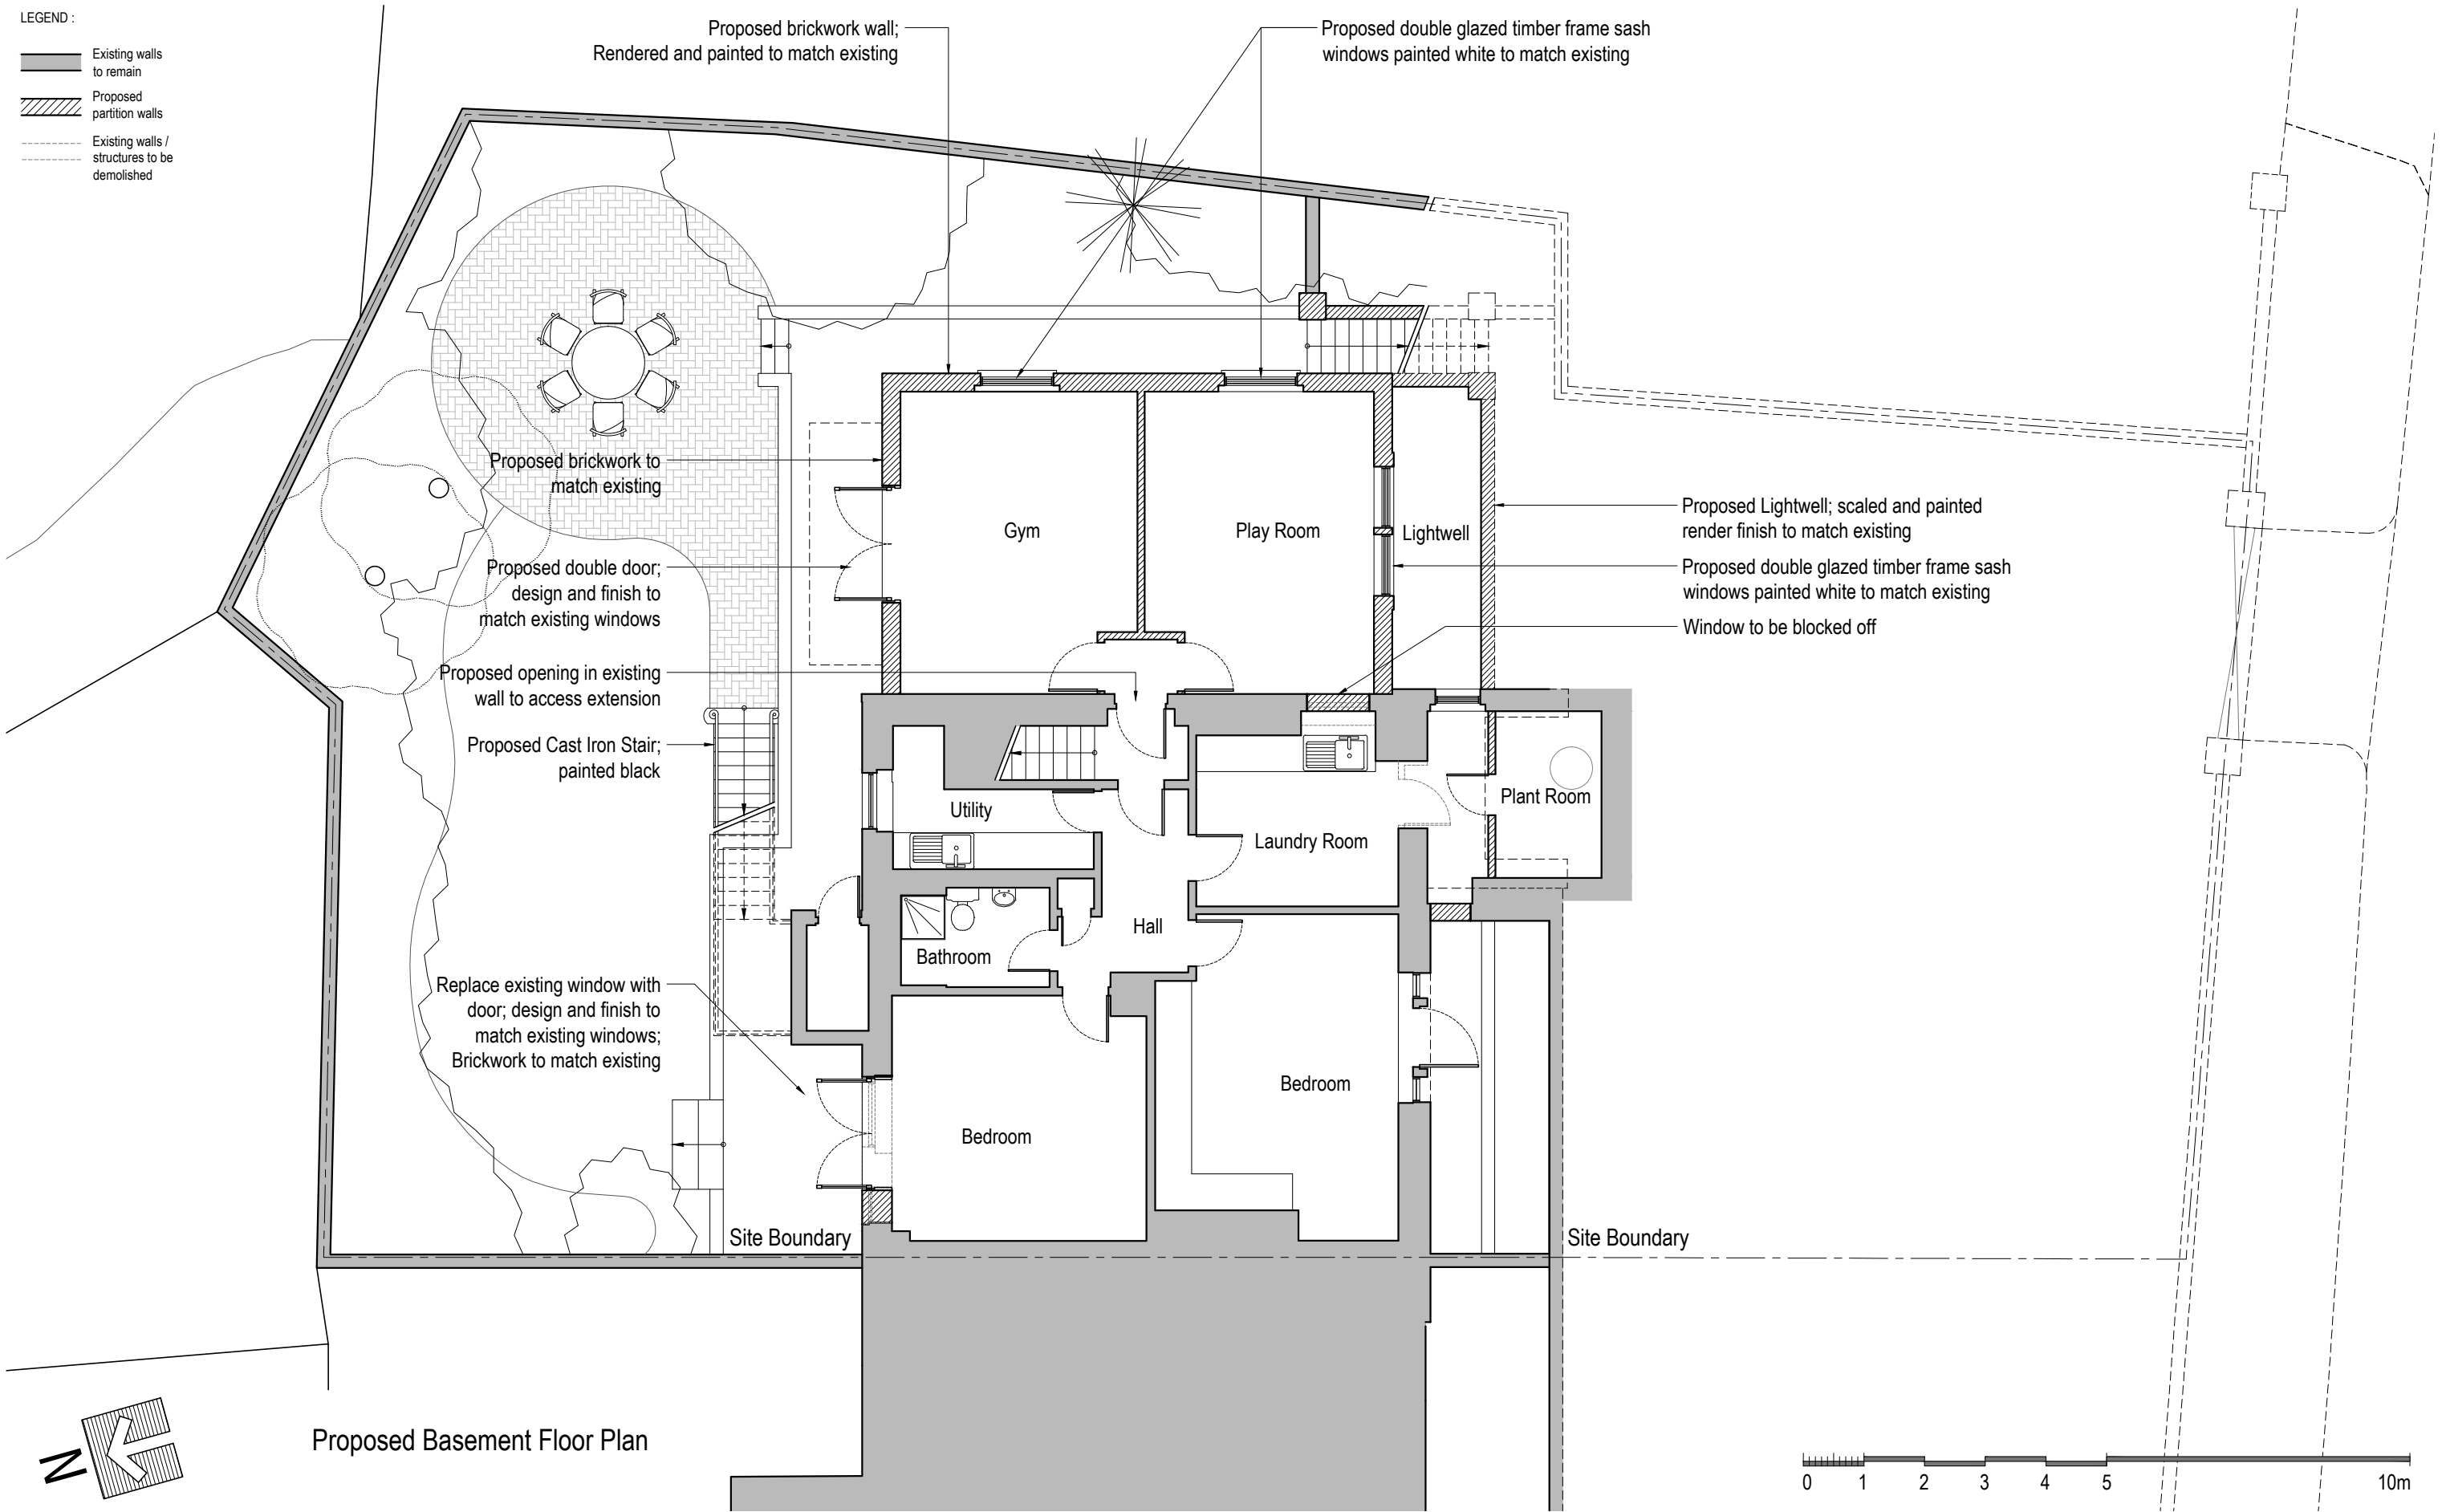 LEGEND :
Existing walls
to remain
Proposed
partition walls
Existing walls /
structures to be
demolished
Proposed brickwork wall;
Rendered and painted to match existing
Proposed double glazed timber frame sash
windows painted white to match existing
Proposed brickwork to
match existing
Gym
Play Room
Lightwell
Proposed Lightwell; scaled and painted
render finish to match existing
Proposed double door;
design and finish to
match existing windows
Proposed double glazed timber frame sash
windows painted white to match existing
Window to be blocked off
Proposed opening in existing
wall to access extension
Proposed Cast Iron Stair;
painted black
Utility
Laundry Room
Plant Room
Hall
Bathroom
Replace existing window with
door; design and finish to
match existing windows;
Brickwork to match existing
Bedroom
Bedroom
Site Boundary
Site Boundary
N
Proposed Basement Floor Plan
0 1 2 3 4 5 10m